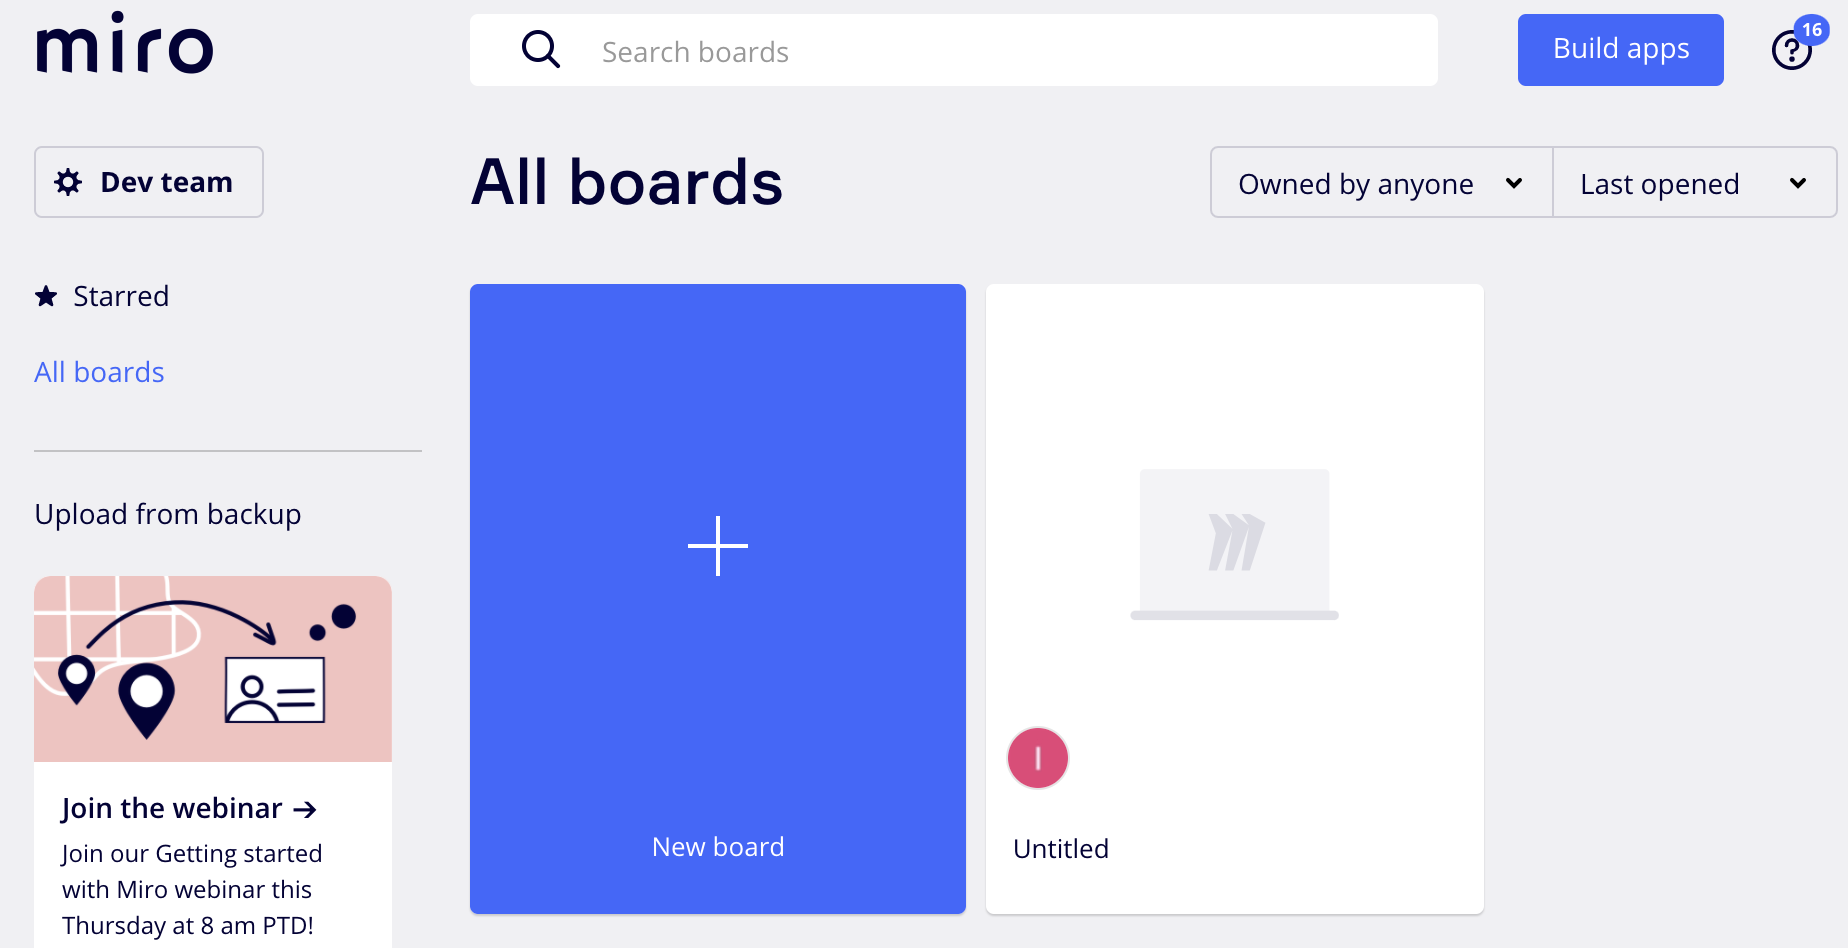 miro
Search boards
Build apps
16
Dev team
All boards
Owned by anyone
Last opened
Starred
All boards
Upload from backup
Join the webinar →
Join our Getting started
with Miro webinar this
Thursday at 8 am PTD!
New board
I
Untitled